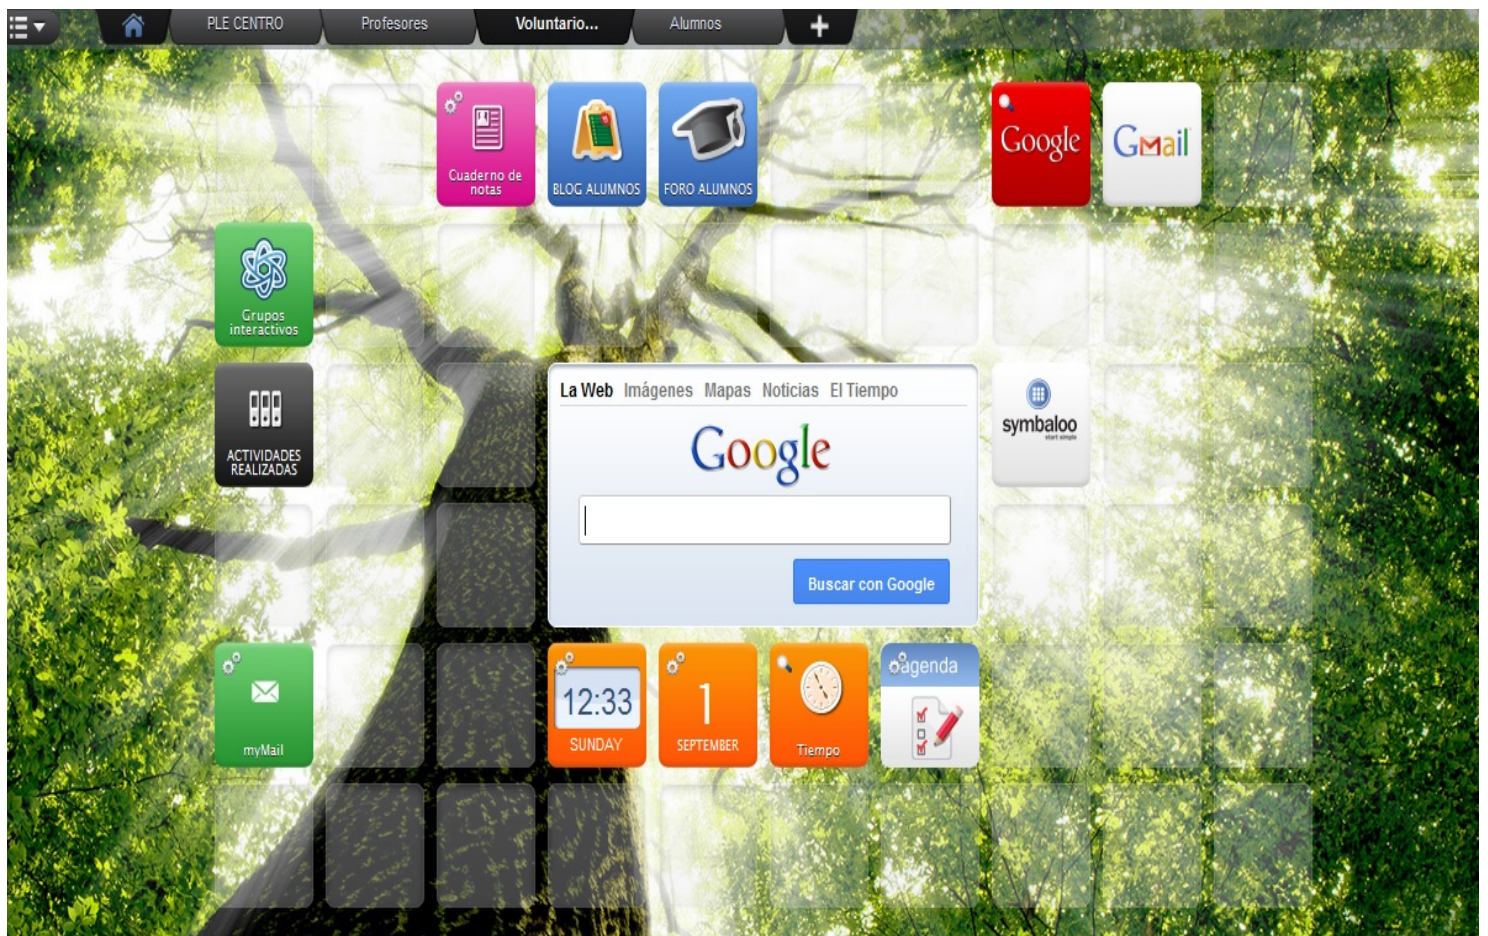 PLE CENTRO
Profesores
Voluntario...
Alumnos
Cuaderno de
notas
BLOG ALUMNOS
FORO ALUMNOS
Google
Gmail
Grupos
interactivos
ACTIVIDADES
REALIZADAS
La Web Imágenes Mapas Noticias El Tiempo
Google
Buscar con Google
symbaloo
start simple
myMail
12:33
SUNDAY
1
SEPTEMBER
Tiempo
agenda